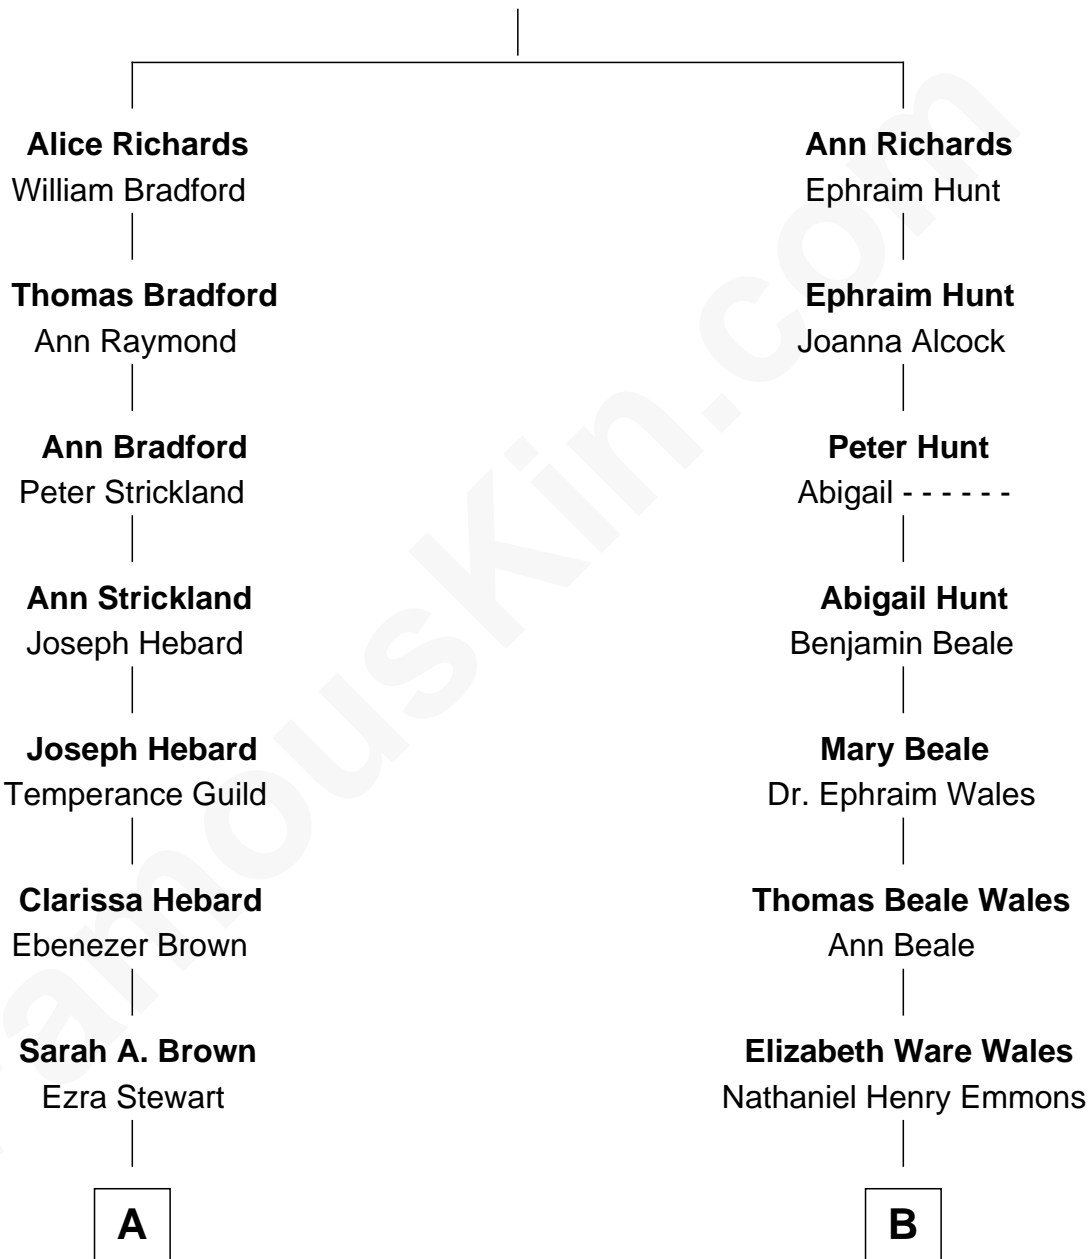 Alice Richards
William Bradford
Thomas Bradford
Ann Raymond
Ann Bradford
Peter Strickland
Ann Strickland
Joseph Hebard
Joseph Hebard
Temperance Guild
Clarissa Hebard
Ebenezer Brown
Sarah A. Brown
Ezra Stewart
A
Ann Richards
Ephraim Hunt
Ephraim Hunt
Joanna Alcock
Peter Hunt
Abigail - - - - - -
Abigail Hunt
Benjamin Beale
Mary Beale
Dr. Ephraim Wales
Thomas Beale Wales
Ann Beale
Elizabeth Ware Wales
Nathaniel Henry Emmons
B
amousKin.com